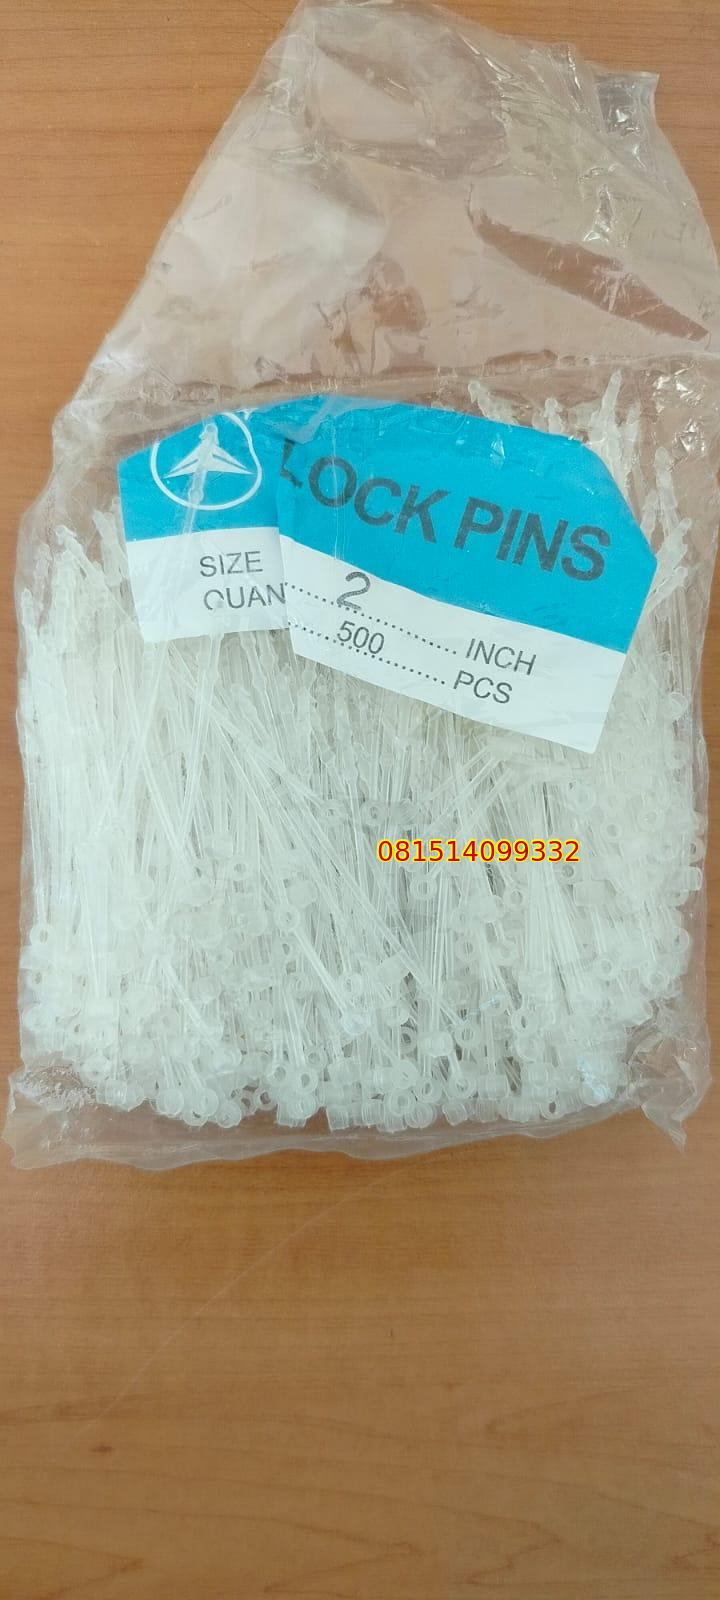 LOCK PINS
SIZE ........ 2 ............ INCH
QUAN ........ 500 .......... PCS
081514099332